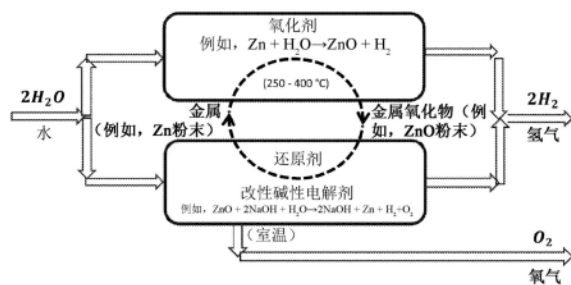 氧化剂
例如，Zn + H₂O→ZnO + H₂
(250 - 400 °C)
2H₂O
水
金属
（例如，Zn粉末）
金属氧化物（例
如，ZnO粉末）
2H₂
氢气
还原剂
改性碱性电解剂
例如，ZnO + 2NaOH + H₂O→2NaOH + Zn + H₂+O₂
（室温）
O₂
氧气